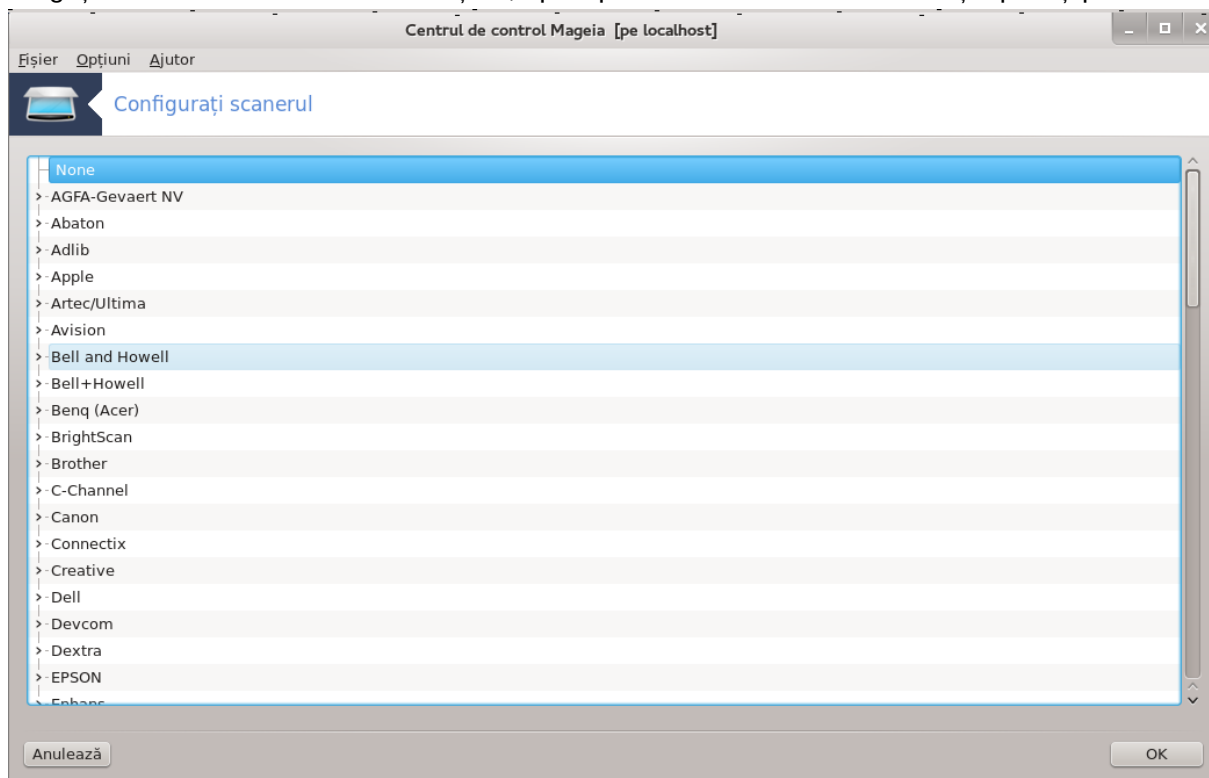 Centrul de control Mageia [pe localhost]
Fișier Opțiuni Ajutor
Configurați scanerul
None
AGFA-Gevaert NV
Abaton
Adlib
Apple
Artec/Ultima
Avision
Bell and Howell
Bell+Howell
Benq (Acer)
BrightScan
Brother
C-Channel
Canon
Connectix
Creative
Dell
Devcom
Dextra
EPSON
Anulează OK